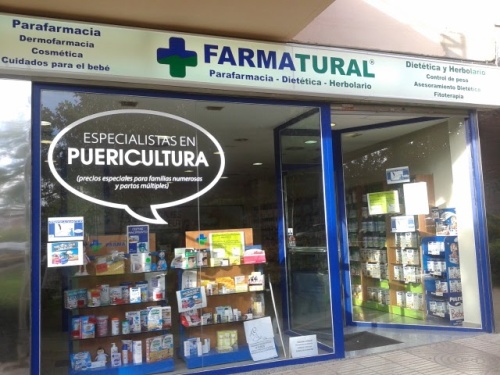 Parafarmacia
Dermofarmacia
Cosmética
Cuidados para el bebé
FARMATURAL®
Parafarmacia - Dietética - Herbolario
Dietética y Herbolario
Control de peso
Asesoramiento Dietético
Fitoterapia
ESPECIALISTAS EN
PUERICULTURA
(precios especiales para familias numerosas
y partos múltiples)